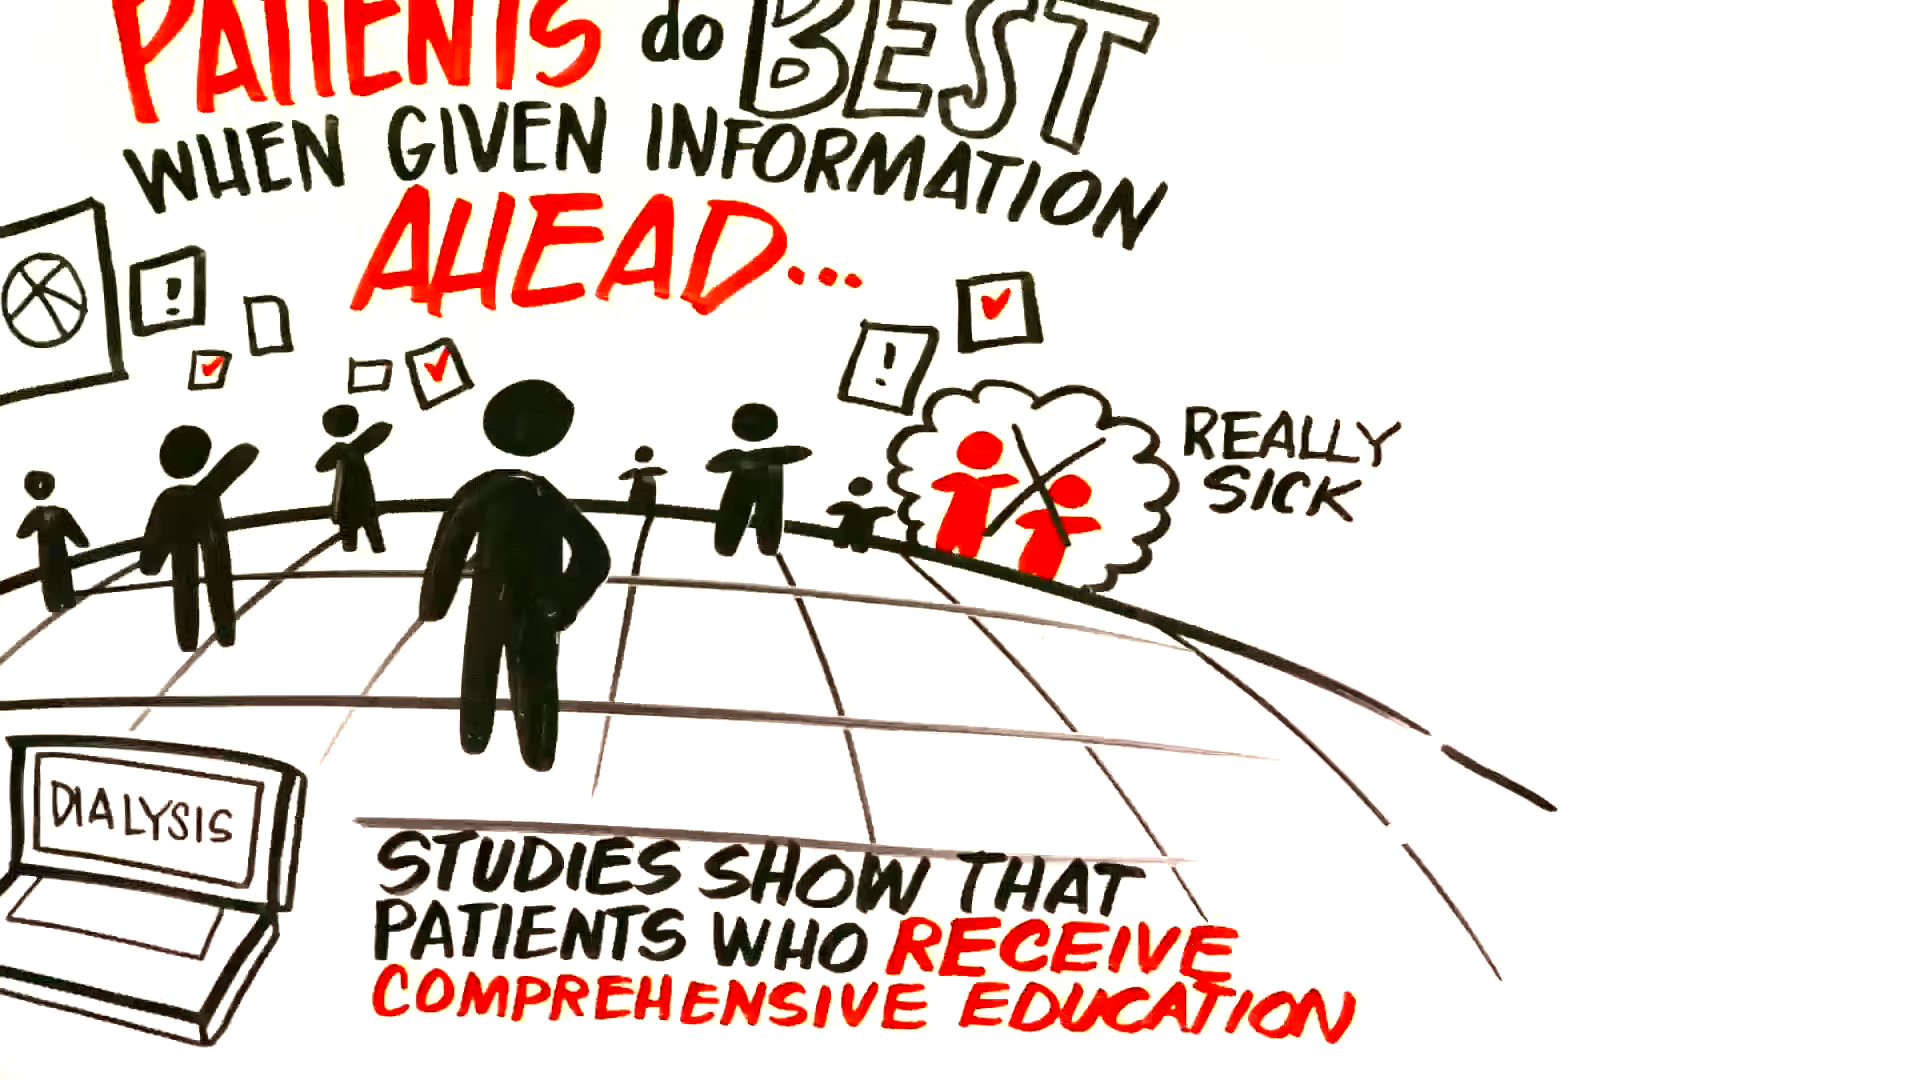 PATIENTS do BEST
WHEN GIVEN INFORMATION
AHEAD...
!
!
REALLY
SICK
DIALYSIS
STUDIES SHOW THAT
PATIENTS WHO RECEIVE
COMPREHENSIVE EDUCATION